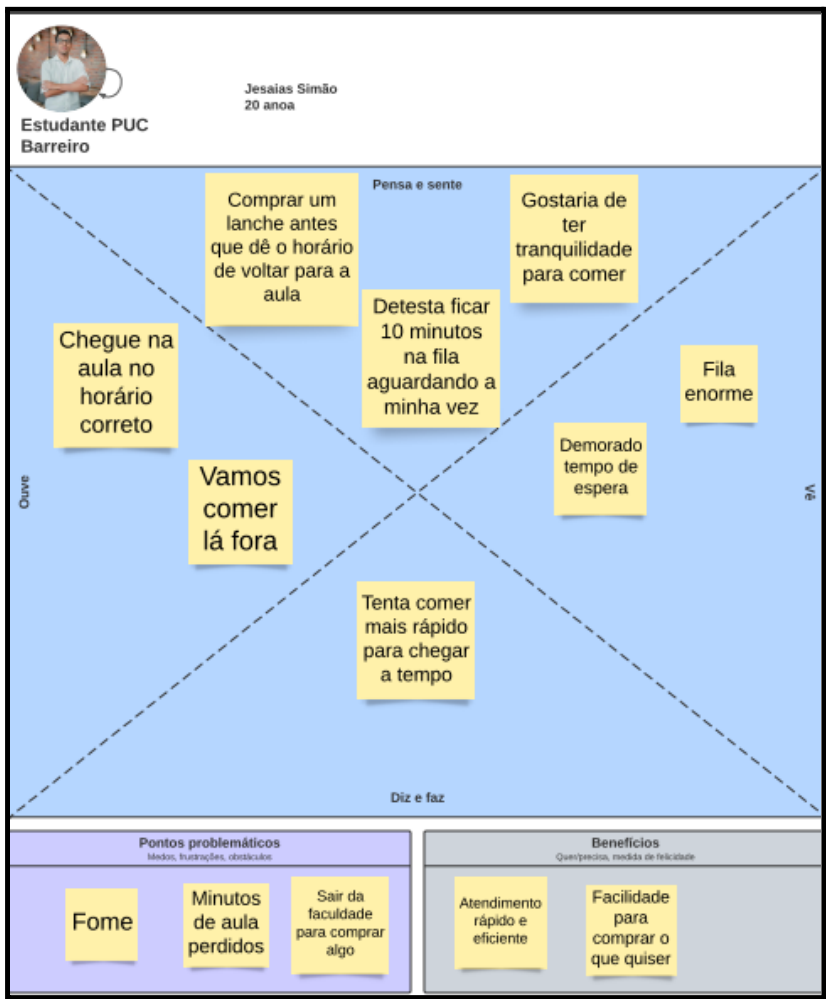 Jesaias Simão
20 anoa
Estudante PUC
Barreiro
Pensa e sente
Comprar um
lanche antes
que dê o horário
de voltar para a
aula
Gostaria de
ter
tranquilidade
para comer
Detesta ficar
10 minutos
na fila
aguardando a
minha vez
Chegue na
aula no
horário
correto
Vamos
comer
lá fora
Ouve
Fila
enorme
Demorado
tempo de
espera
Vê
Tenta comer
mais rápido
para chegar
a tempo
Diz e faz
Pontos problemáticos
Medos, frustrações, obstáculos
Fome
Minutos
de aula
perdidos
Sair da
faculdade
para comprar
algo
Benefícios
Quer/precisa, medida de felicidade
Atendimento
rápido e
eficiente
Facilidade
para
comprar o
que quiser